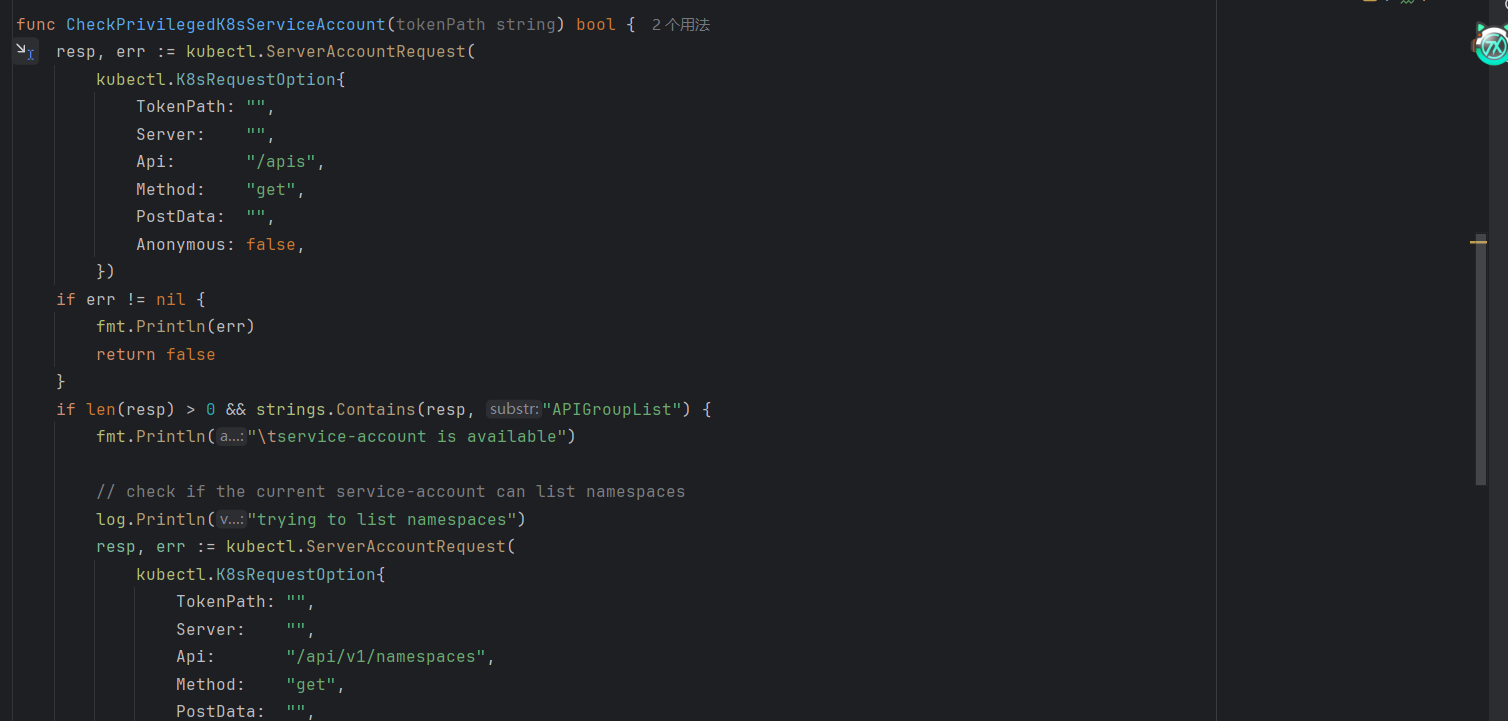 func CheckPrivilegedK8sServiceAccount(tokenPath string) bool {  2 个用法
    resp, err := kubectl.ServerAccountRequest(
        kubectl.K8sRequestOption{
            TokenPath: "",
            Server:    "",
            Api:       "/apis",
            Method:    "get",
            PostData:  "",
            Anonymous: false,
        })
    if err != nil {
        fmt.Println(err)
        return false
    }
    if len(resp) > 0 && strings.Contains(resp, substr:"APIGroupList") {
        fmt.Println(a...:"\tservice-account is available")
        // check if the current service-account can list namespaces
        log.Println(v...:"trying to list namespaces")
        resp, err := kubectl.ServerAccountRequest(
            kubectl.K8sRequestOption{
                TokenPath: "",
                Server:    "",
                Api:       "/api/v1/namespaces",
                Method:    "get",
                PostData:  "",